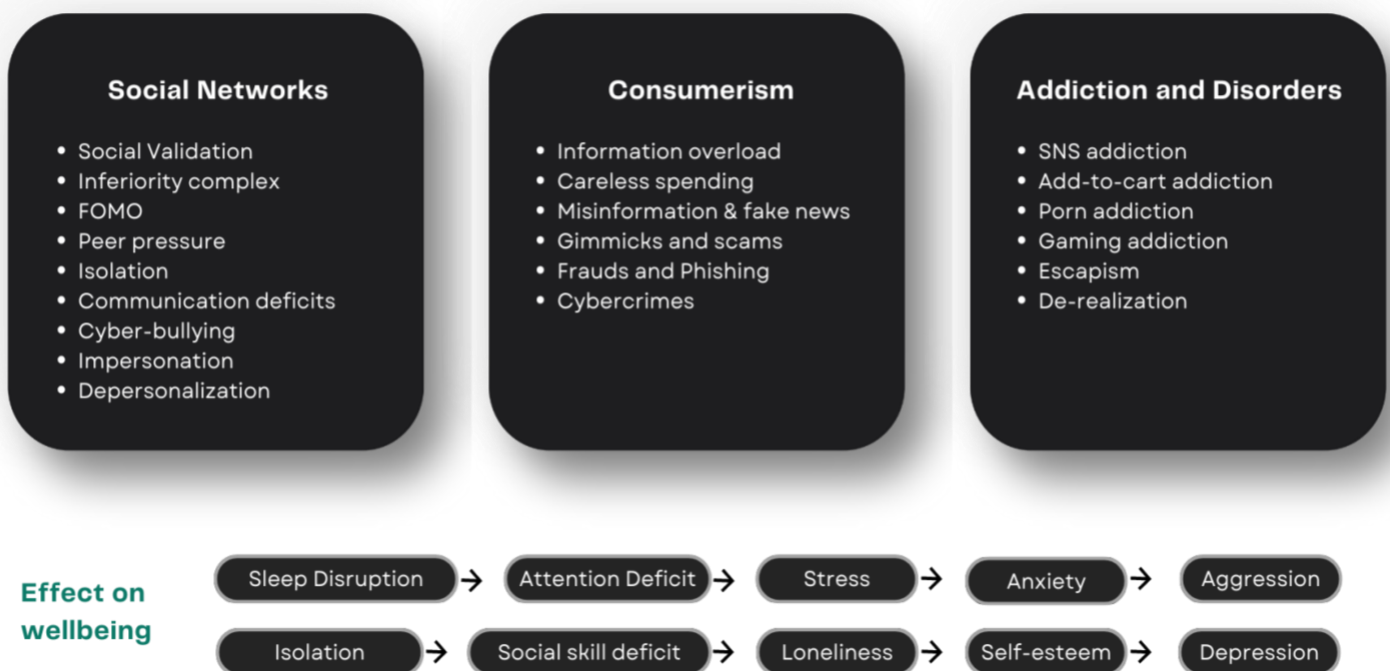 Social Networks
• Social Validation
• Inferiority complex
• FOMO
• Peer pressure
• Isolation
• Communication deficits
• Cyber-bullying
• Impersonation
• Depersonalization
Consumerism
• Information overload
• Careless spending
• Misinformation & fake news
• Gimmicks and scams
• Frauds and Phishing
• Cybercrimes
Addiction and Disorders
• SNS addiction
• Add-to-cart addiction
• Porn addiction
• Gaming addiction
• Escapism
• De-realization
Effect on
wellbeing
Sleep Disruption → Attention Deficit → Stress → Anxiety → Aggression
Isolation → Social skill deficit → Loneliness → Self-esteem → Depression